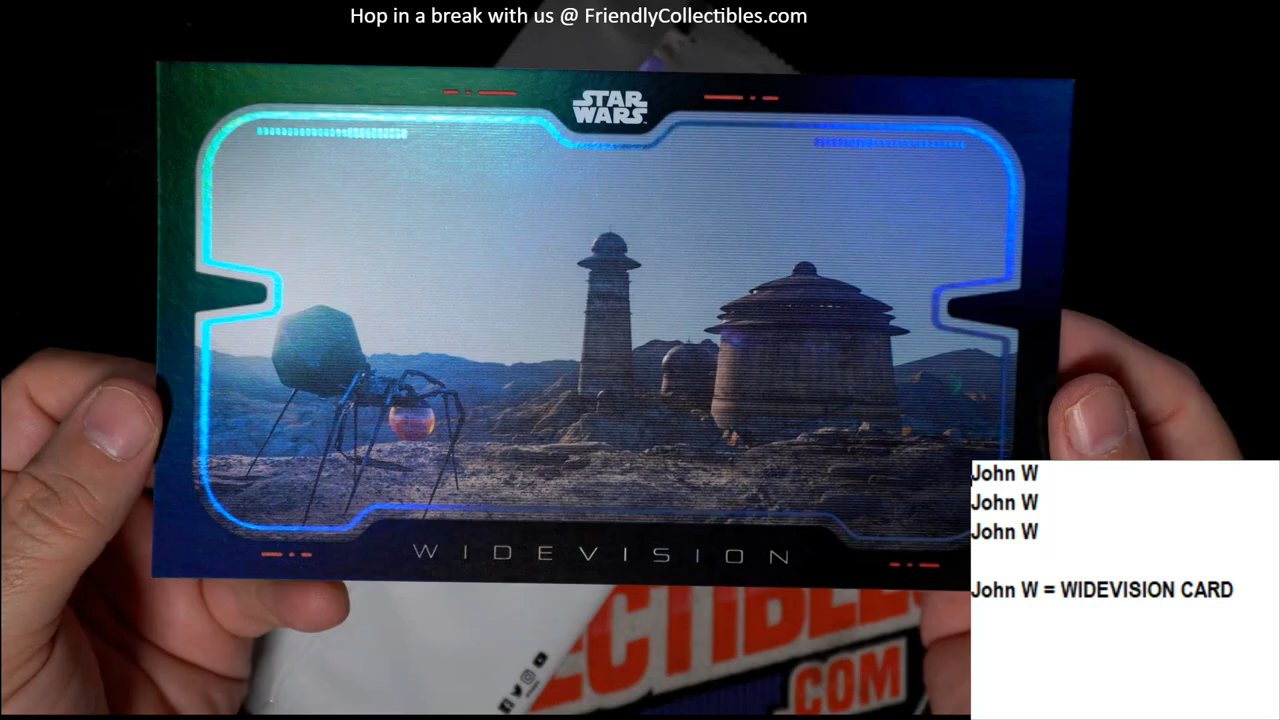 Hop in a break with us @ FriendlyCollectibles.com
STAR
WARS
WIDEVISION
John W
John W
John W
John W = WIDEVISION CARD
ECTIBLE
.COM